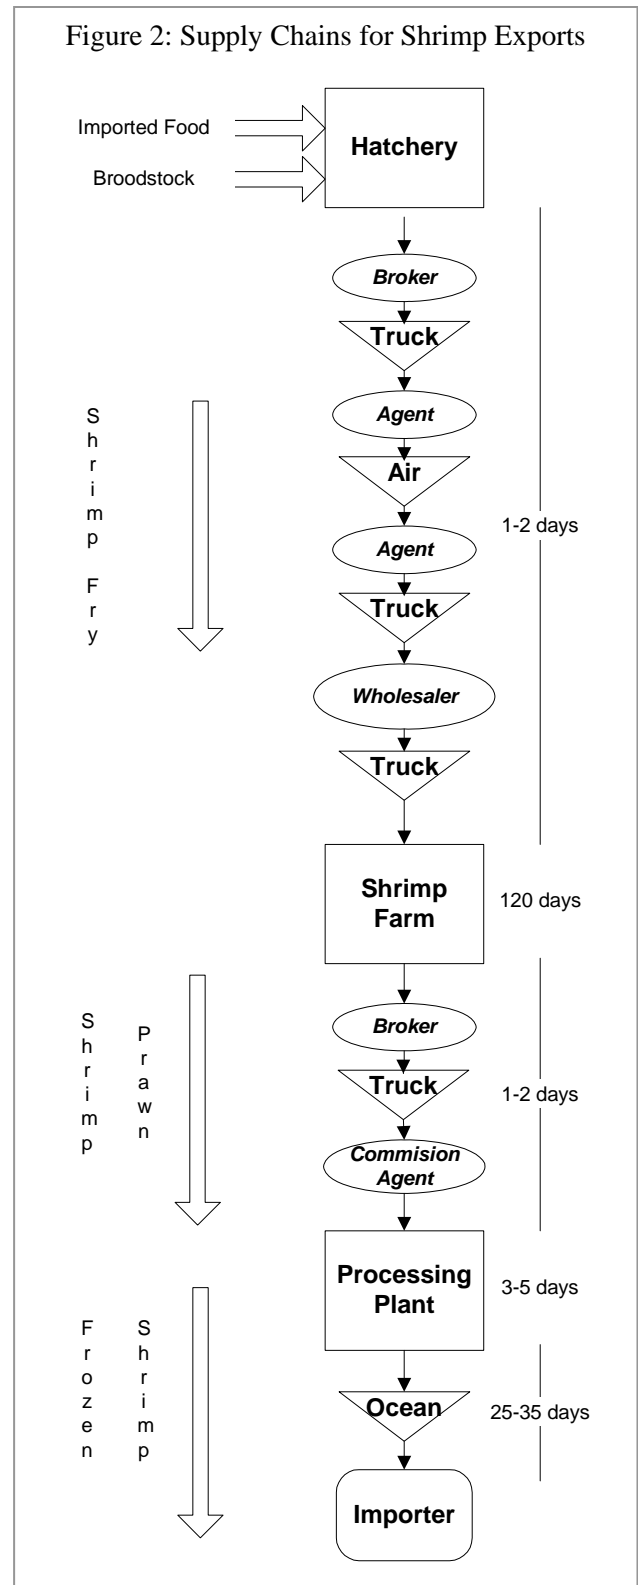 Figure 2: Supply Chains for Shrimp Exports
Imported Food
Broodstock
Hatchery
Broker
Truck
Agent
Air
Agent
Truck
Wholesaler
Truck
Shrimp Fry
1-2 days
Shrimp
Farm
120 days
Broker
Truck
Commision
Agent
Shrimp
Prawn
1-2 days
Processing
Plant
3-5 days
Frozen
Shrimp
Ocean
25-35 days
Importer